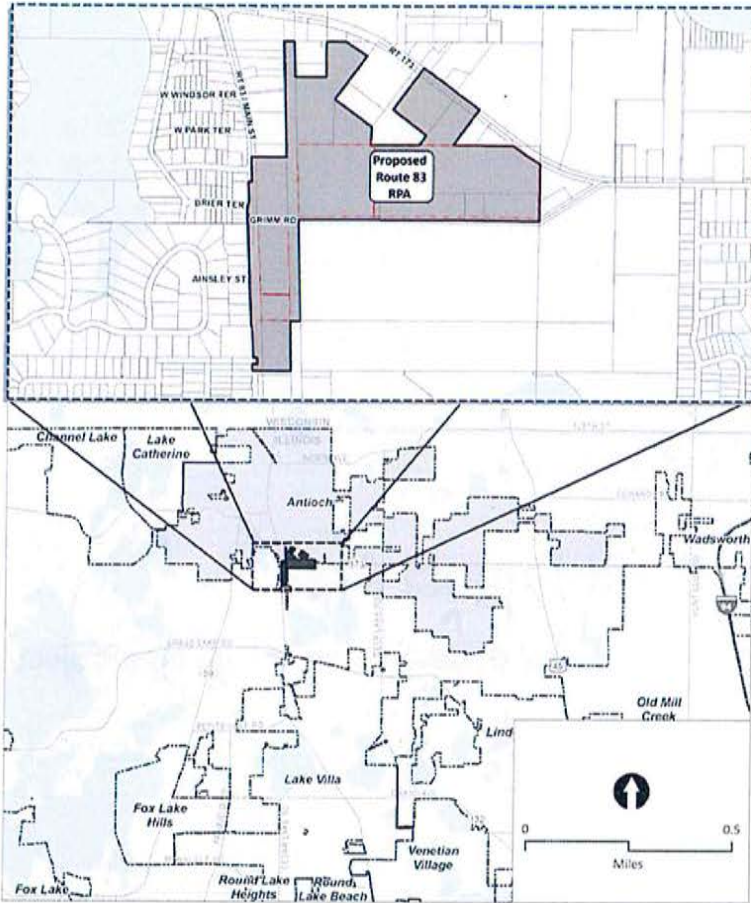 RT 173
W WINDSOR TER
RT 83 / MAIN ST
W PARK TER
Proposed
Route 83
RPA
BRIER TER
GRIMM RD
AINSLEY ST
WISCONSIN
ILLINOIS
Channel Lake
Lake
Catherine
Antioch
Wadsworth
173
45
Old Mill
Creek
Lind
Lake Villa
Fox Lake
Hills
Venetian
Village
Fox Lake
Round Lake
Heights
Round
Lake Beach
0
0.5
Miles